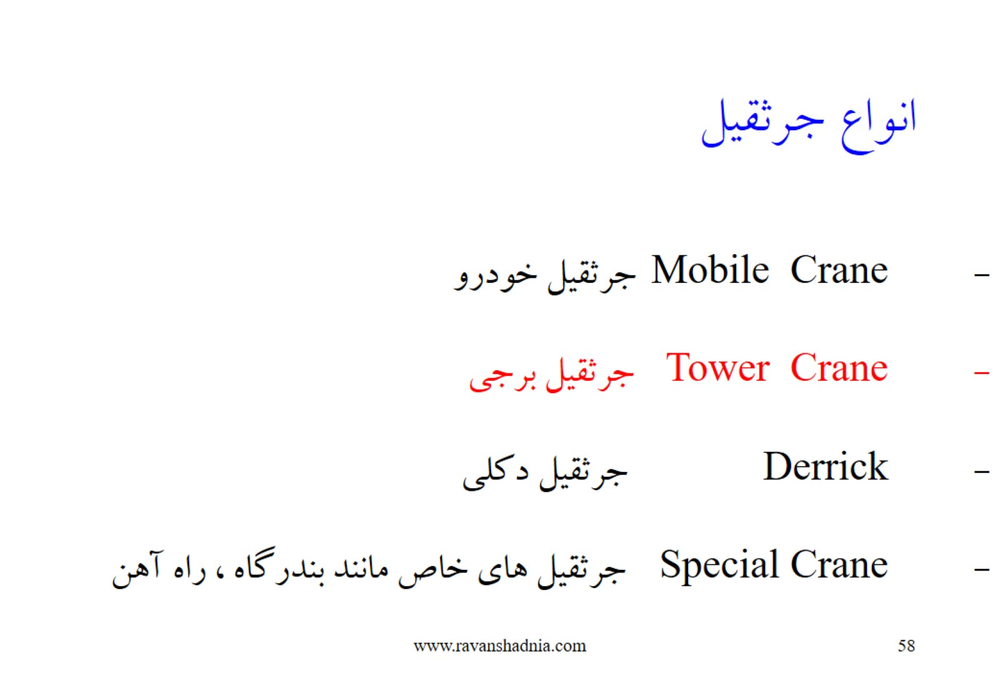 انواع جرثقیل
– Mobile Crane جرثقیل خودرو
– Tower Crane جرثقیل برجی
– Derrick جرثقیل دکلی
– Special Crane جرثقیل های خاص مانند بندرگاه ، راه آهن
www.ravanshadnia.com 58